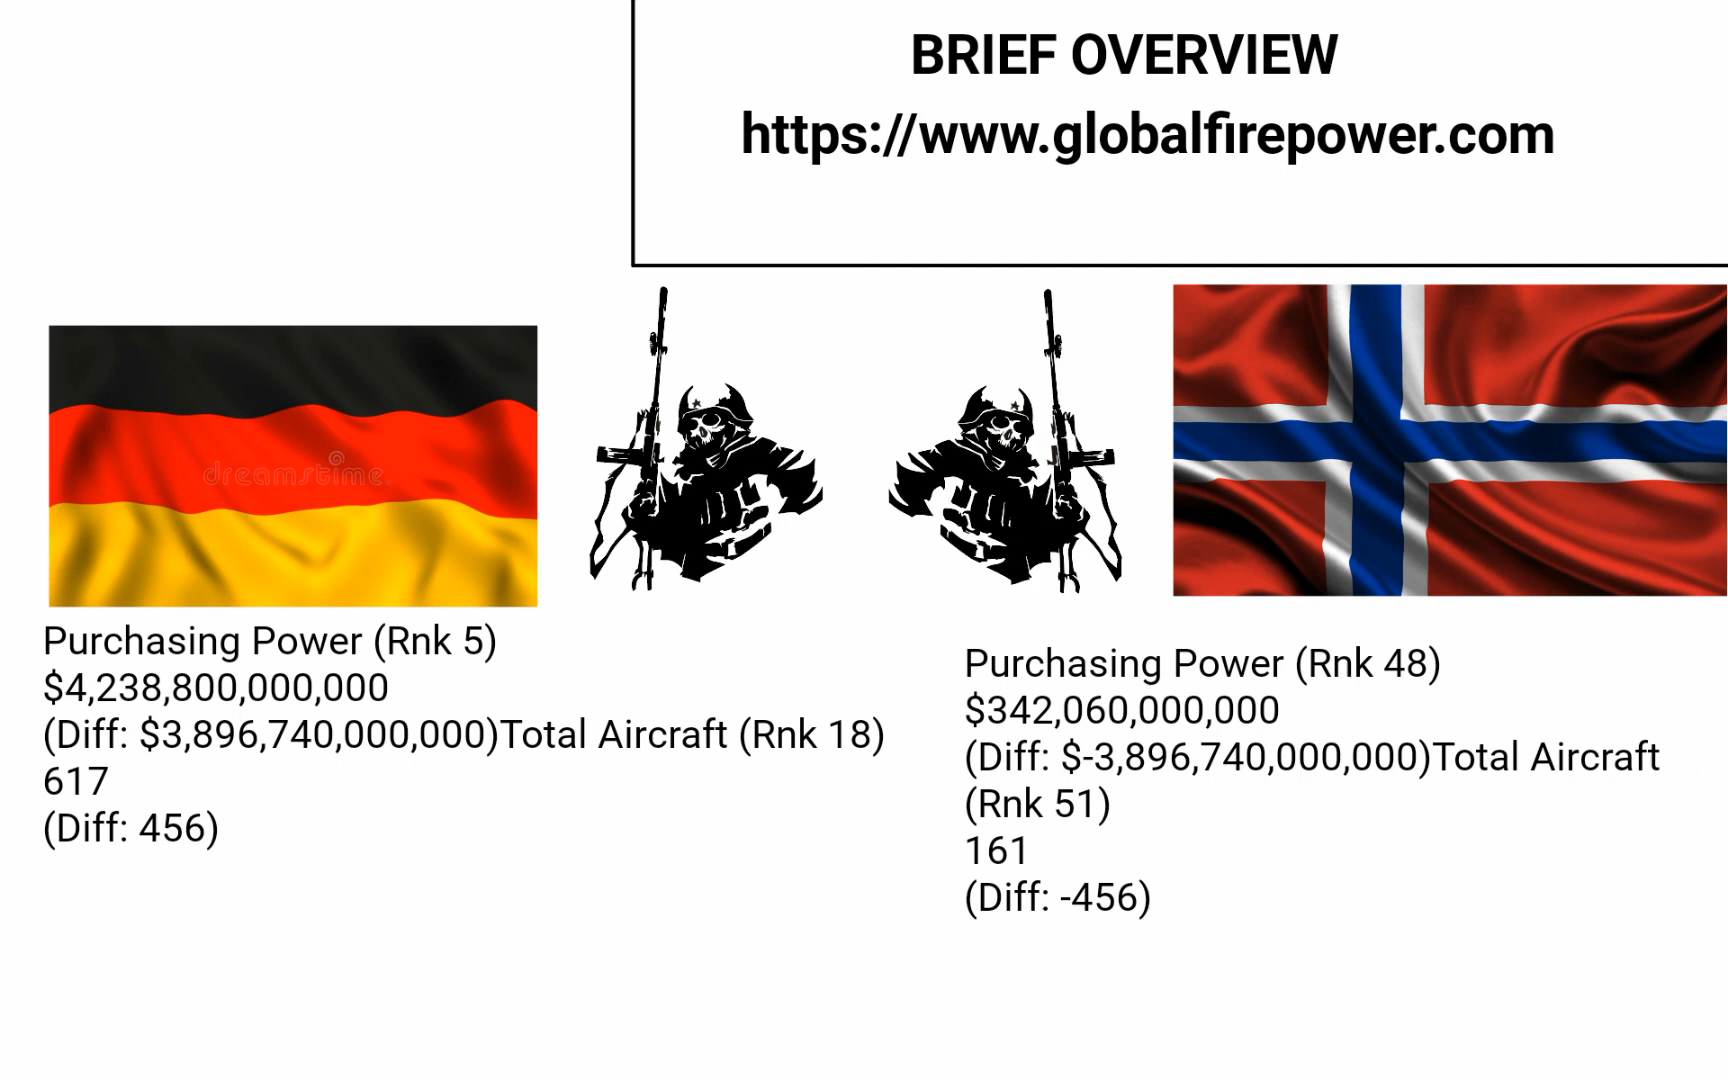 BRIEF OVERVIEW
https://www.globalfirepower.com
dreamstime.
Purchasing Power (Rnk 5)
$4,238,800,000,000
(Diff: $3,896,740,000,000)Total Aircraft (Rnk 18)
617
(Diff: 456)
Purchasing Power (Rnk 48)
$342,060,000,000
(Diff: $-3,896,740,000,000)Total Aircraft
(Rnk 51)
161
(Diff: -456)